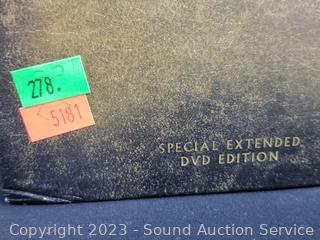 278.
5181
SPECIAL EXTENDED
DVD EDITION
Copyright 2023 - Sound Auction Service